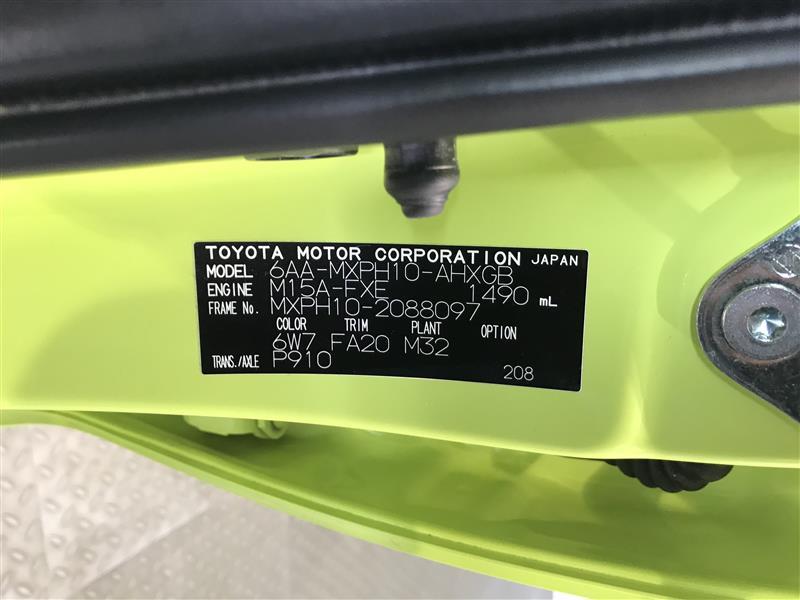 TOYOTA MOTOR CORPORATION JAPAN
MODEL 6AA-MXPH10-AHXGB
ENGINE M15A-FXE 1490 mL
FRAME No. MXPH10-2088097
COLOR TRIM PLANT OPTION
6W7 FA20 M32
TRANS./AXLE P910
208